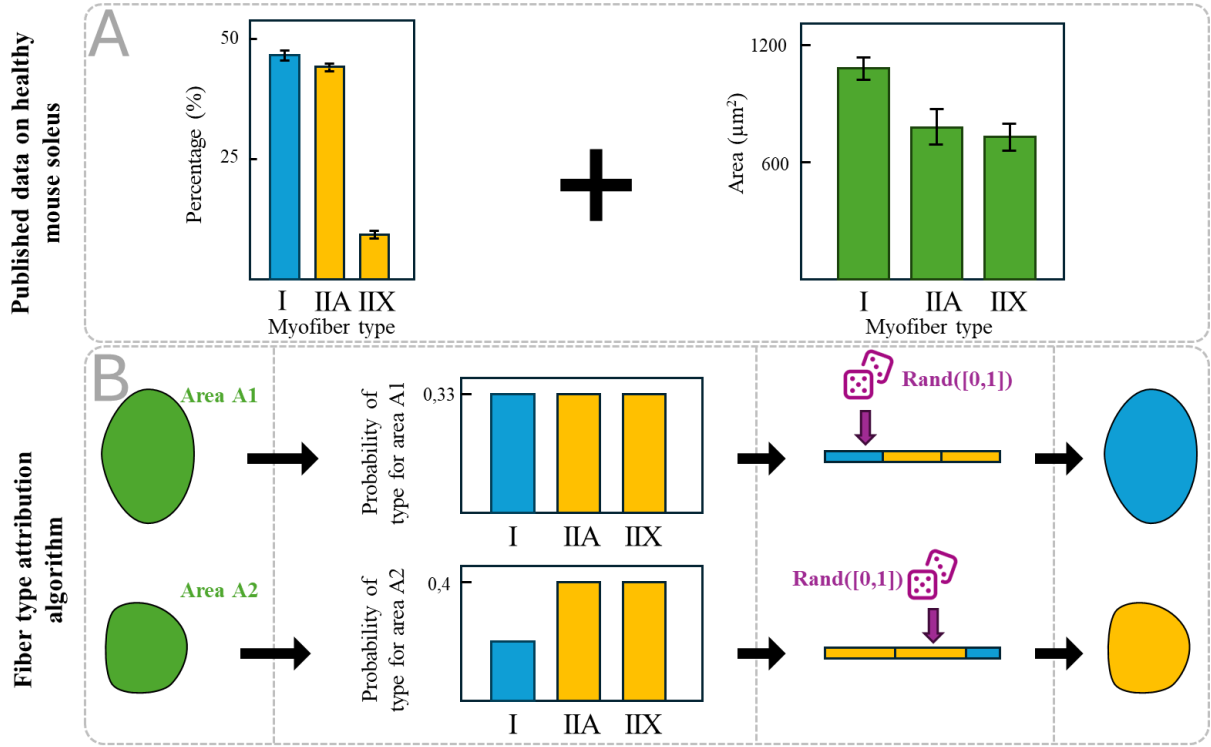 A
Published data on healthy
mouse soleus
Percentage (%)
50
25
I IIA IIX
Myofiber type
Area (µm²)
1200
600
I IIA IIX
Myofiber type
B
Fiber type attribution
algorithm
Area A1
Probability of
type for area A1
0,33
I IIA IIX
Rand([0,1])
Area A2
Probability of
type for area A2
0,4
I IIA IIX
Rand([0,1])